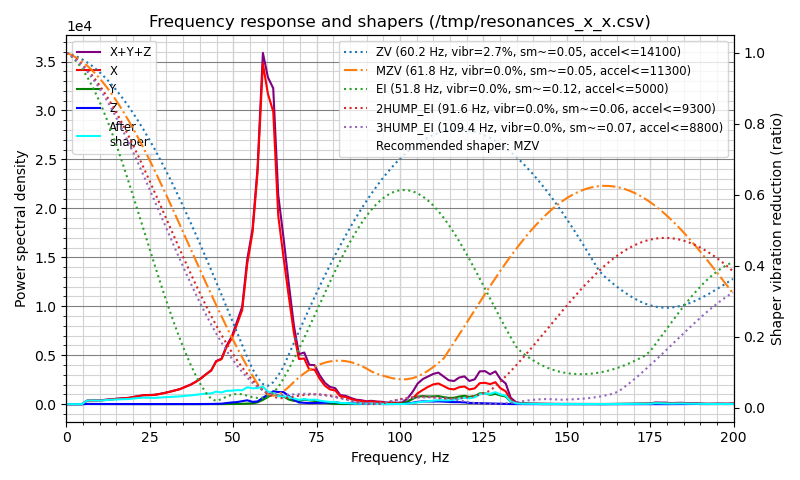 Frequency response and shapers (/tmp/resonances_x_x.csv)
1e4
X+Y+Z
X
Y
Z
After
shaper
ZV (60.2 Hz, vibr=2.7%, sm~=0.05, accel<=14100)
MZV (61.8 Hz, vibr=0.0%, sm~=0.05, accel<=11300)
EI (51.8 Hz, vibr=0.0%, sm~=0.12, accel<=5000)
2HUMP_EI (91.6 Hz, vibr=0.0%, sm~=0.06, accel<=9300)
3HUMP_EI (109.4 Hz, vibr=0.0%, sm~=0.07, accel<=8800)
Recommended shaper: MZV
Power spectral density
3.5
3.0
2.5
2.0
1.5
1.0
0.5
0.0
1.0
0.8
0.6
0.4
0.2
0.0
Shaper vibration reduction (ratio)
0 25 50 75 100 125 150 175 200
Frequency, Hz